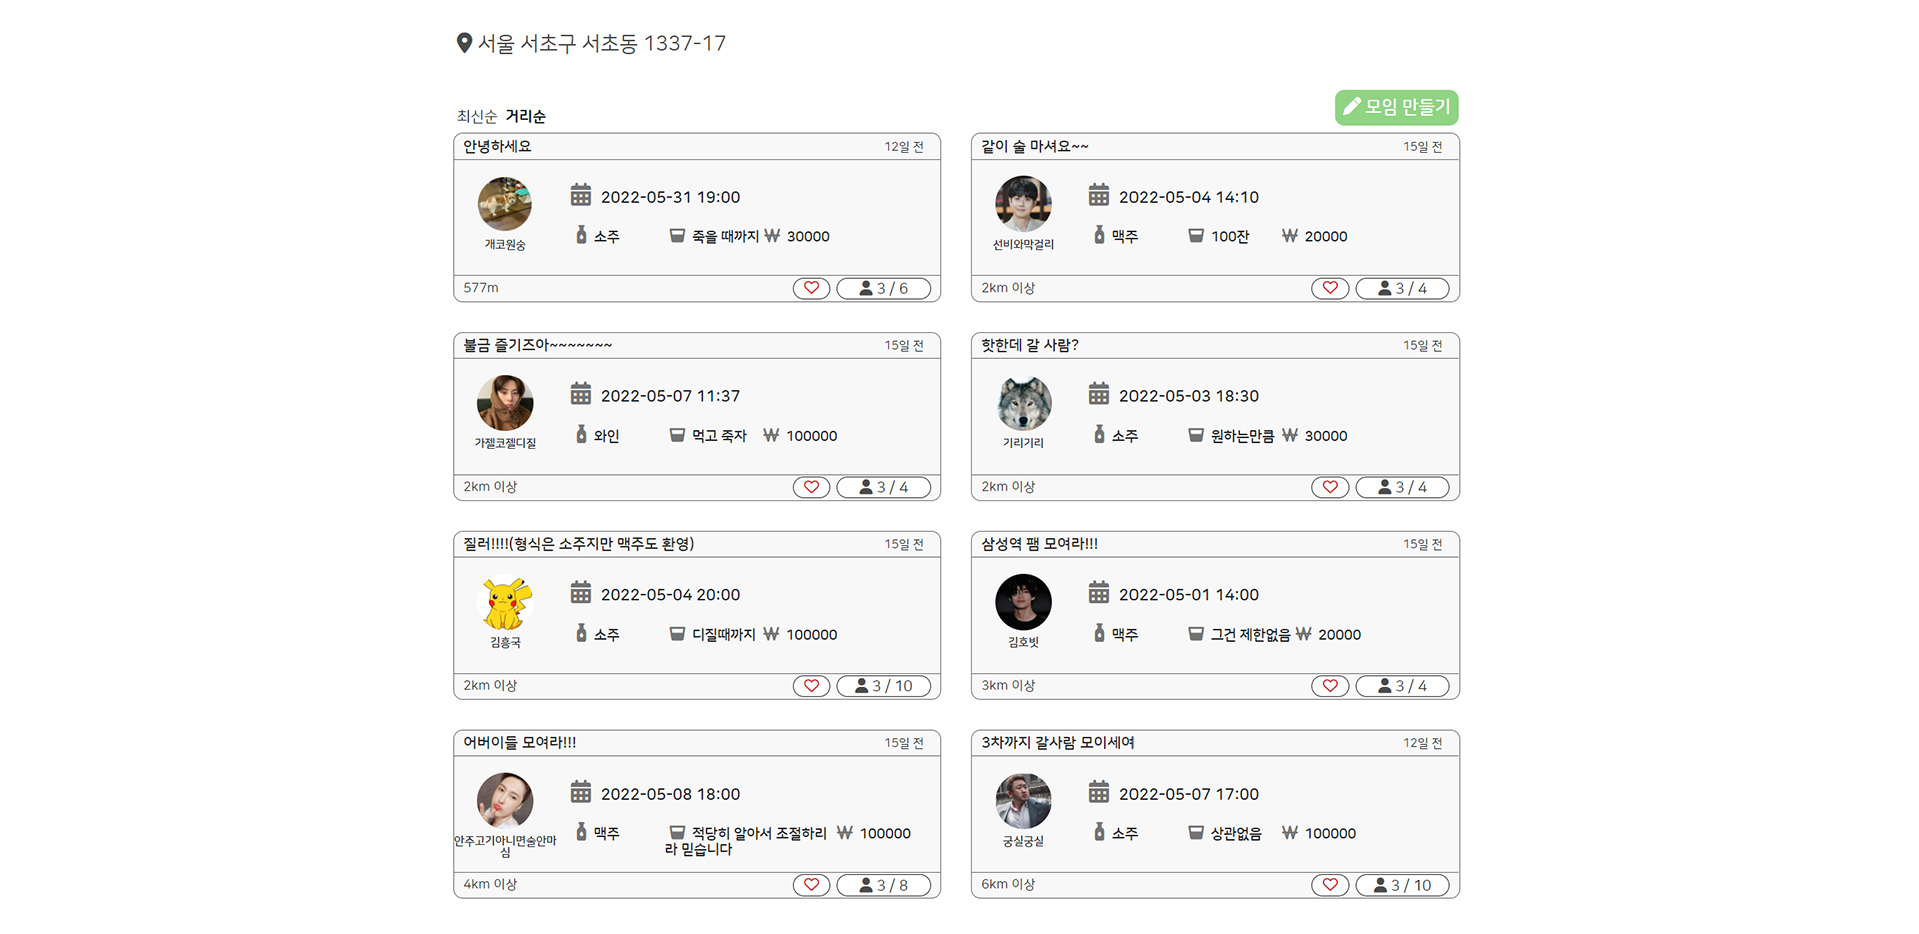 서울 서초구 서초동 1337-17
모임 만들기
최신순 거리순
안녕하세요 12일 전
2022-05-31 19:00
개코원숭
소주 죽을 때까지 ₩ 30000
577m 3 / 6
같이 술 마셔요~~ 15일 전
2022-05-04 14:10
선비와막걸리
맥주 100잔 ₩ 20000
2km 이상 3 / 4
불금 즐기즈아~~~~~~~ 15일 전
2022-05-07 11:37
가젤코젤디질
와인 먹고 죽자 ₩ 100000
2km 이상 3 / 4
핫한데 갈 사람? 15일 전
2022-05-03 18:30
기리기리
소주 원하는만큼 ₩ 30000
2km 이상 3 / 4
질러!!!!(형식은 소주지만 맥주도 환영) 15일 전
2022-05-04 20:00
김흥국
소주 디질때까지 ₩ 100000
2km 이상 3 / 10
삼성역 팸 모여라!!! 15일 전
2022-05-01 14:00
김호빗
맥주 그건 제한없음 ₩ 20000
3km 이상 3 / 4
어버이들 모여라!!! 15일 전
2022-05-08 18:00
안주고기아니면술안마
심
맥주 적당히 알아서 조절하리 ₩ 100000
라 믿습니다
4km 이상 3 / 8
3차까지 갈사람 모이세여 12일 전
2022-05-07 17:00
궁실궁실
소주 상관없음 ₩ 100000
6km 이상 3 / 10